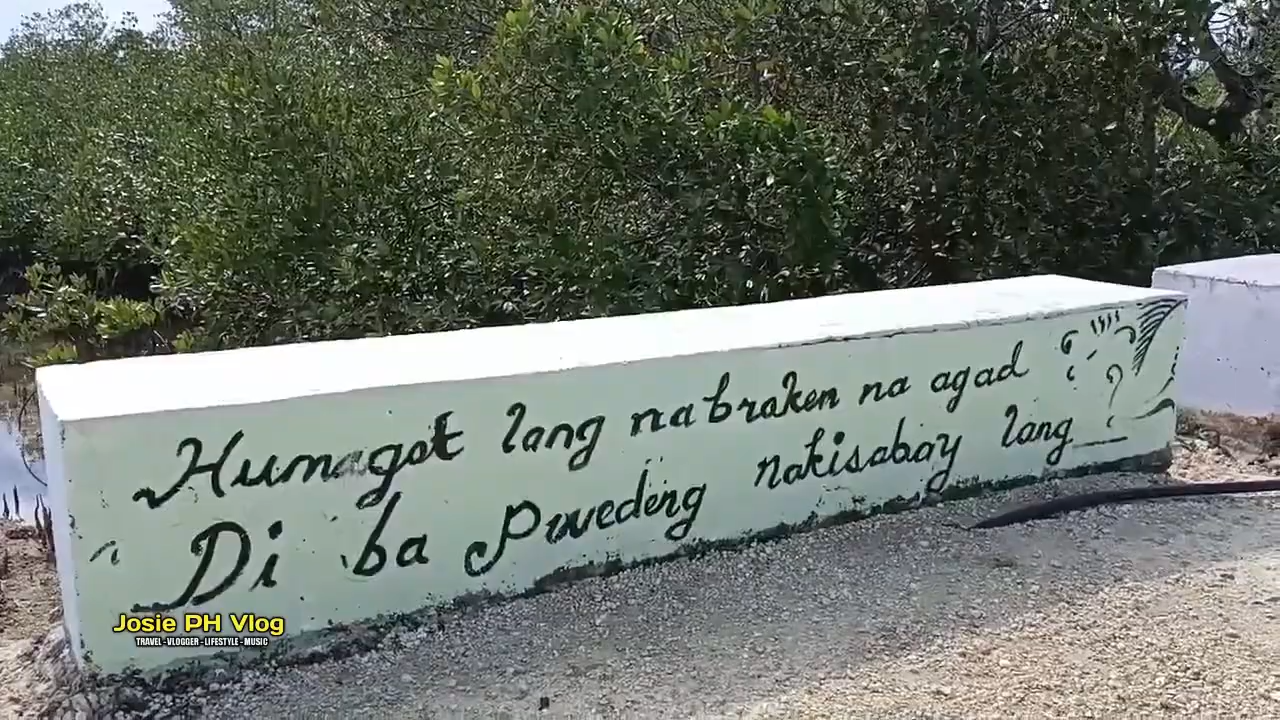 Humagot lang nabraken na agad
Di ba pwedeng nakisabay lang
Josie PH Vlog
TRAVEL - VLOGGER - LIFESTYLE - MUSIC